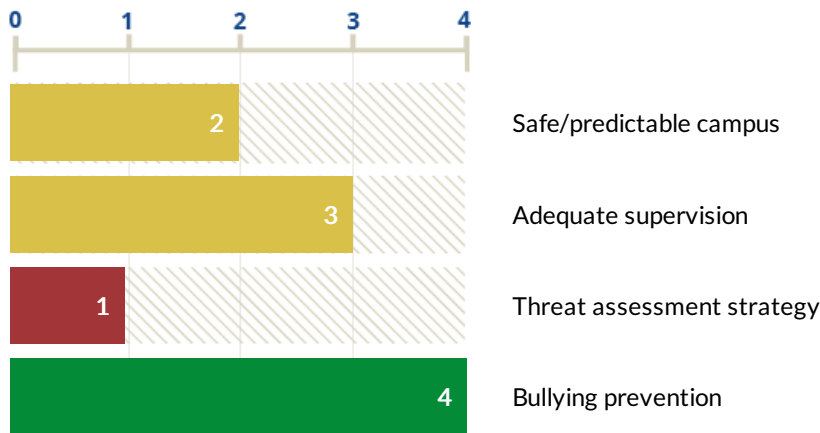 0 1 2 3 4
2 Safe/predictable campus
3 Adequate supervision
1 Threat assessment strategy
4 Bullying prevention